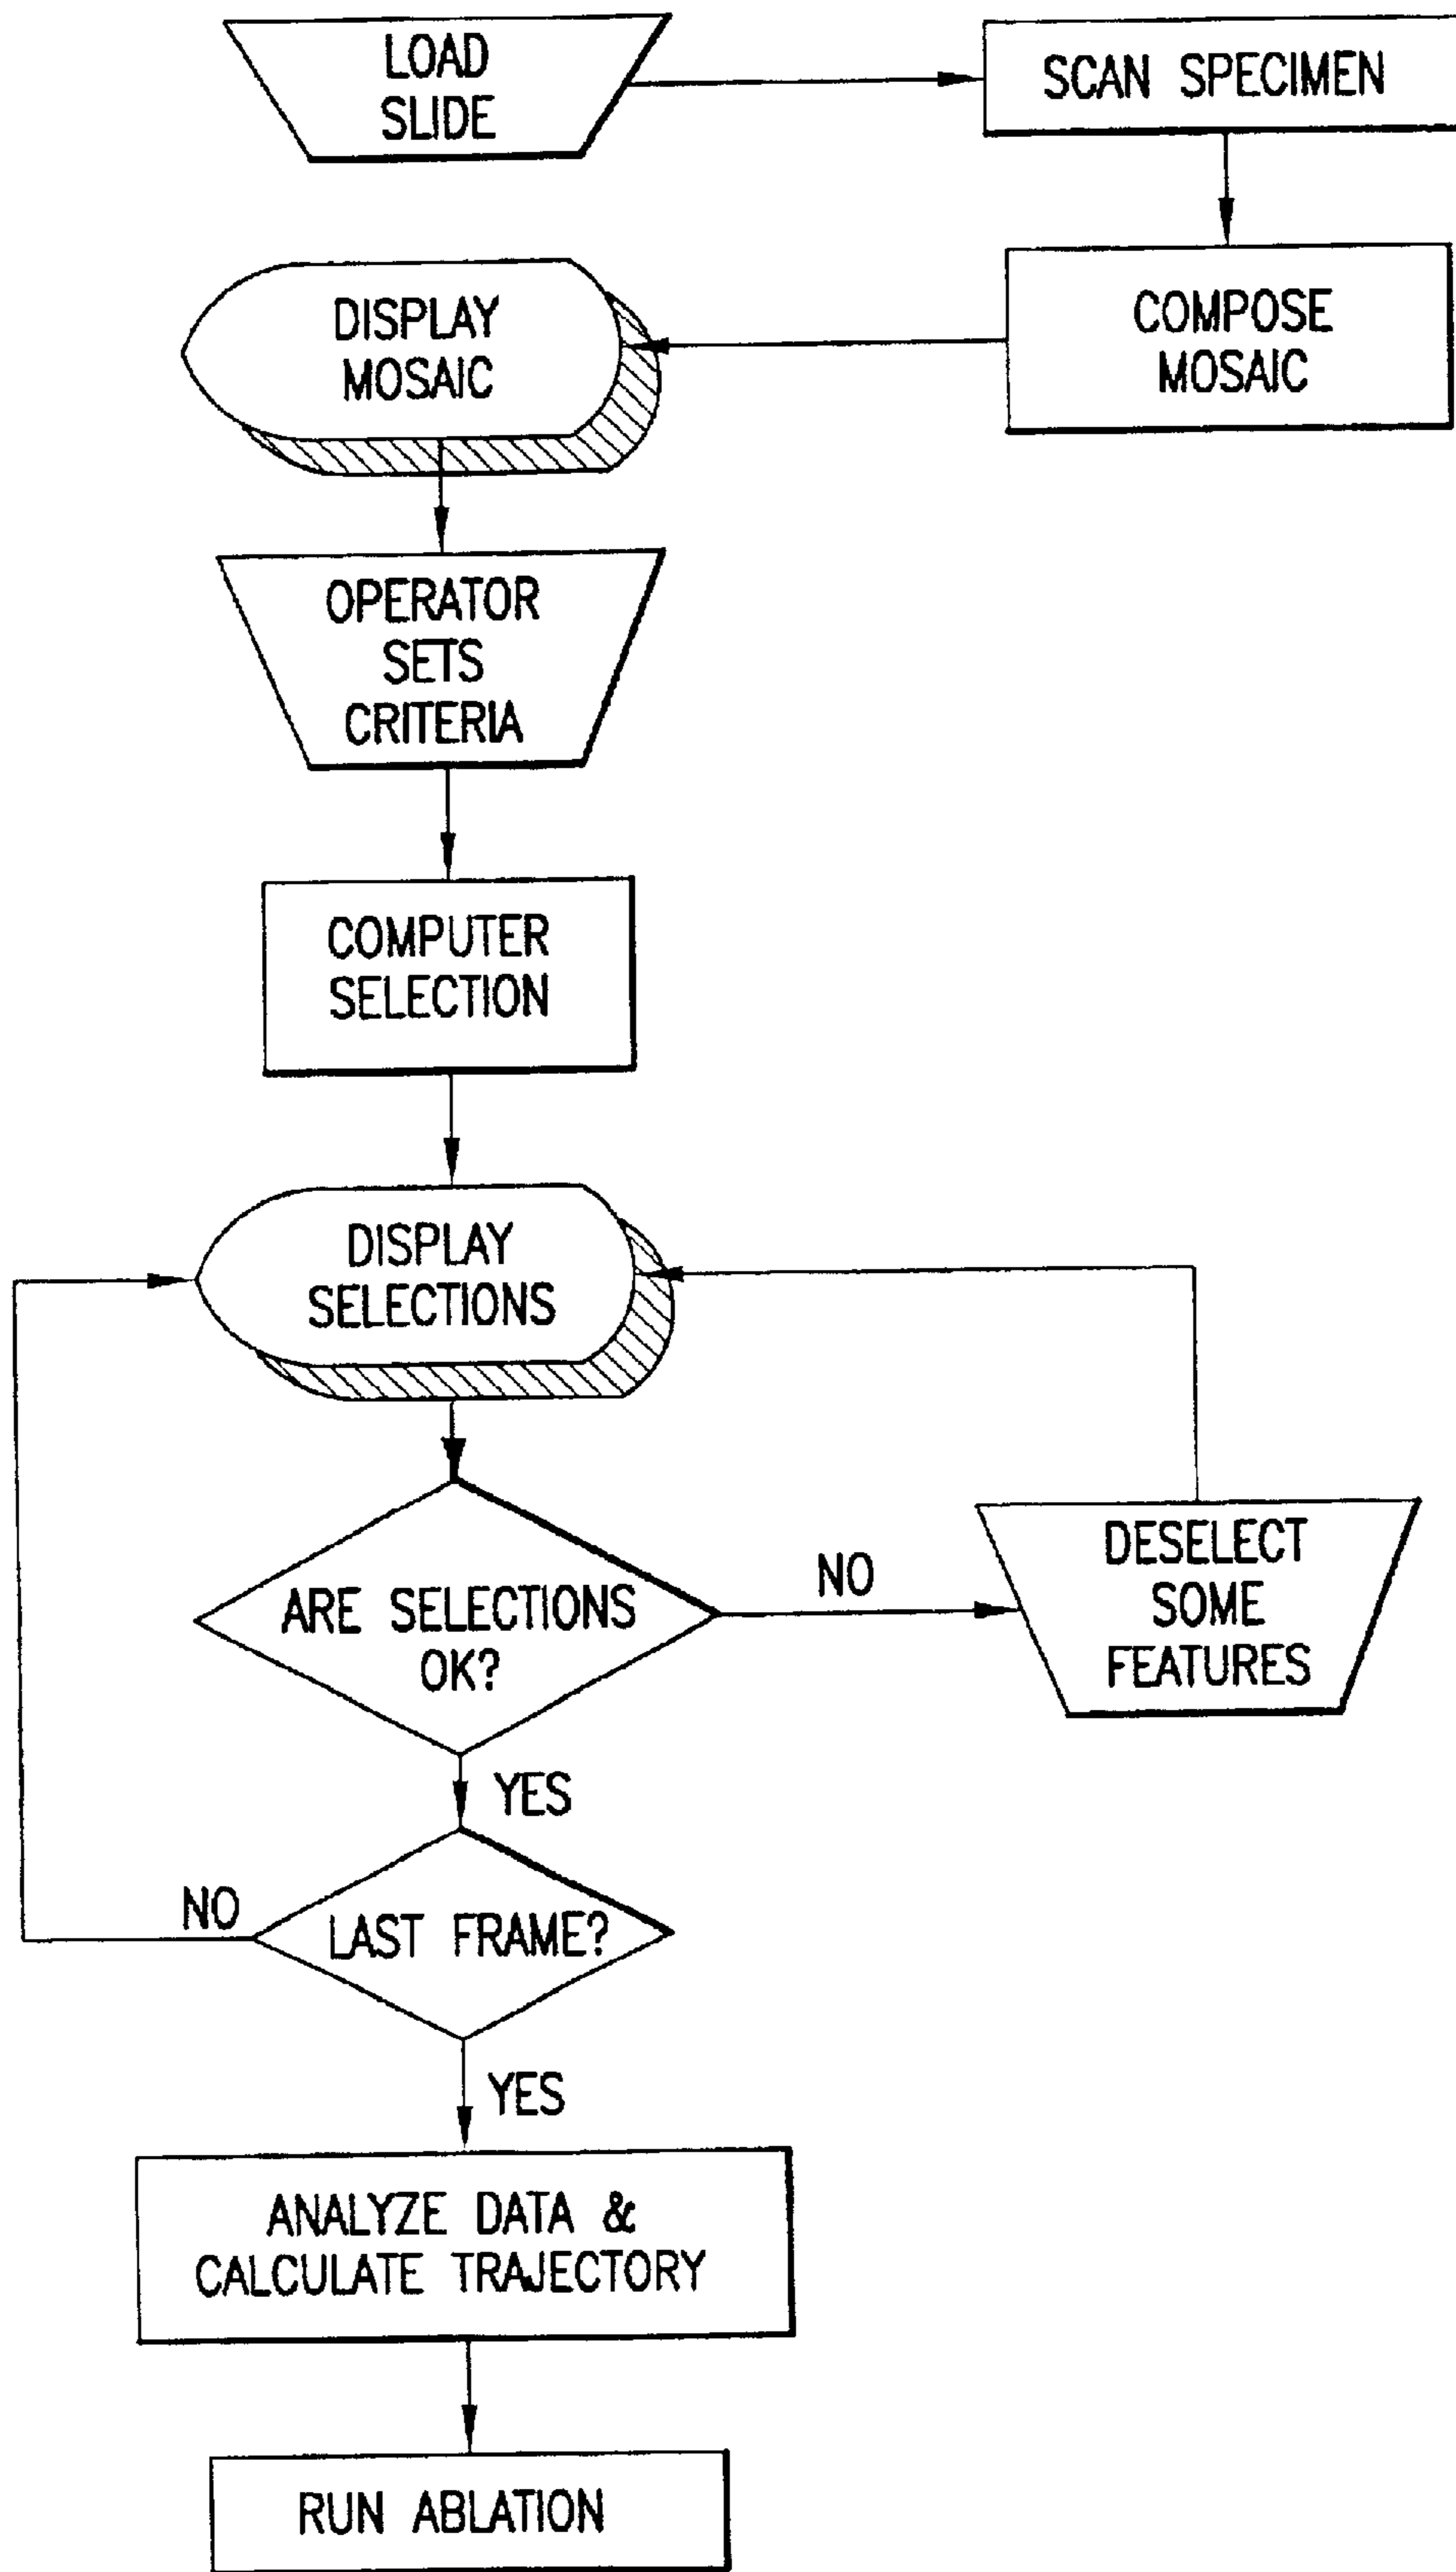 LOAD
SLIDE
SCAN SPECIMEN
COMPOSE
MOSAIC
DISPLAY
MOSAIC
OPERATOR
SETS
CRITERIA
COMPUTER
SELECTION
DISPLAY
SELECTIONS
ARE SELECTIONS
OK?
NO
DESELECT
SOME
FEATURES
YES
LAST FRAME?
NO
YES
ANALYZE DATA &
CALCULATE TRAJECTORY
RUN ABLATION